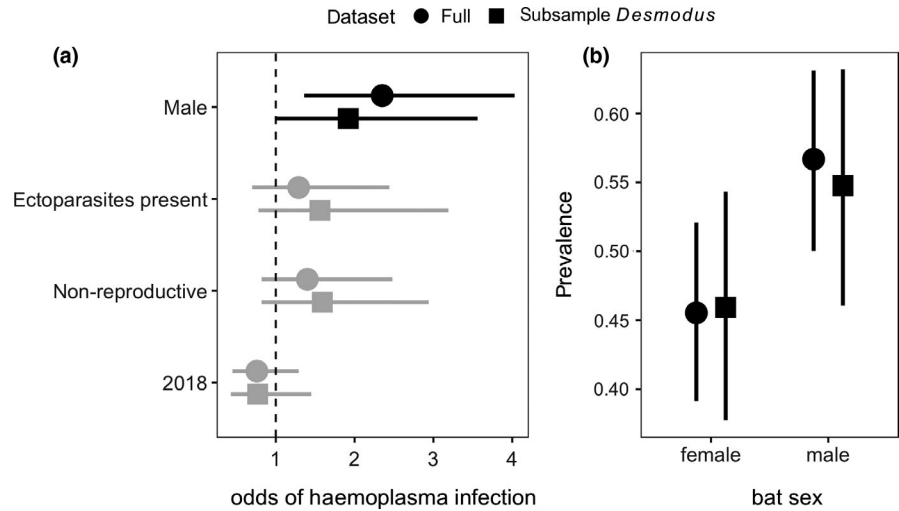 Dataset Full Subsample Desmodus
(a)
Male
Ectoparasites present
Non-reproductive
2018
1 2 3 4
odds of haemoplasma infection
(b)
Prevalence
0.60
0.55
0.50
0.45
0.40
female male
bat sex